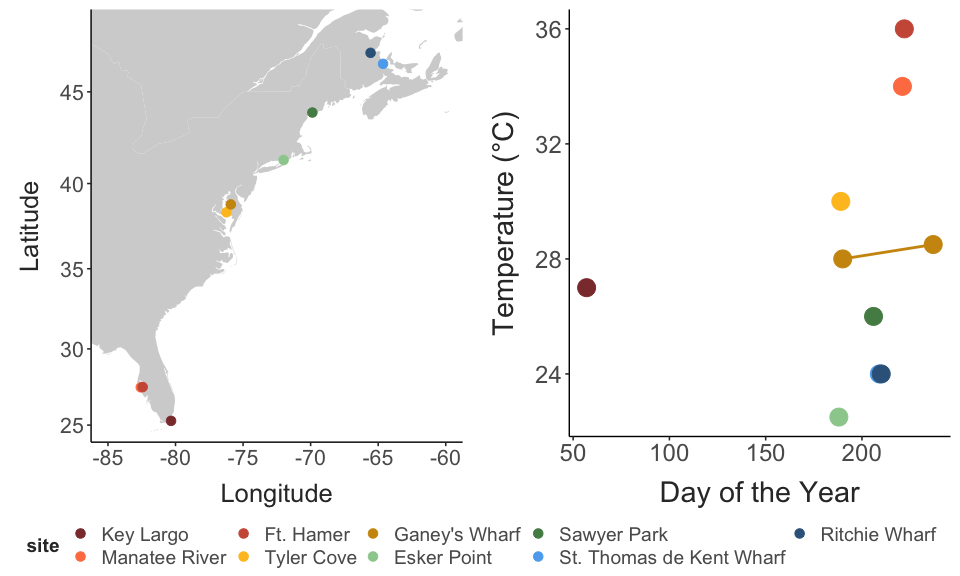 45
40
35
30
25
Latitude
-85 -80 -75 -70 -65 -60
Longitude
36
32
28
24
Temperature (°C)
50 100 150 200
Day of the Year
site
Key Largo Ft. Hamer Ganey's Wharf Sawyer Park Ritchie Wharf
Manatee River Tyler Cove Esker Point St. Thomas de Kent Wharf